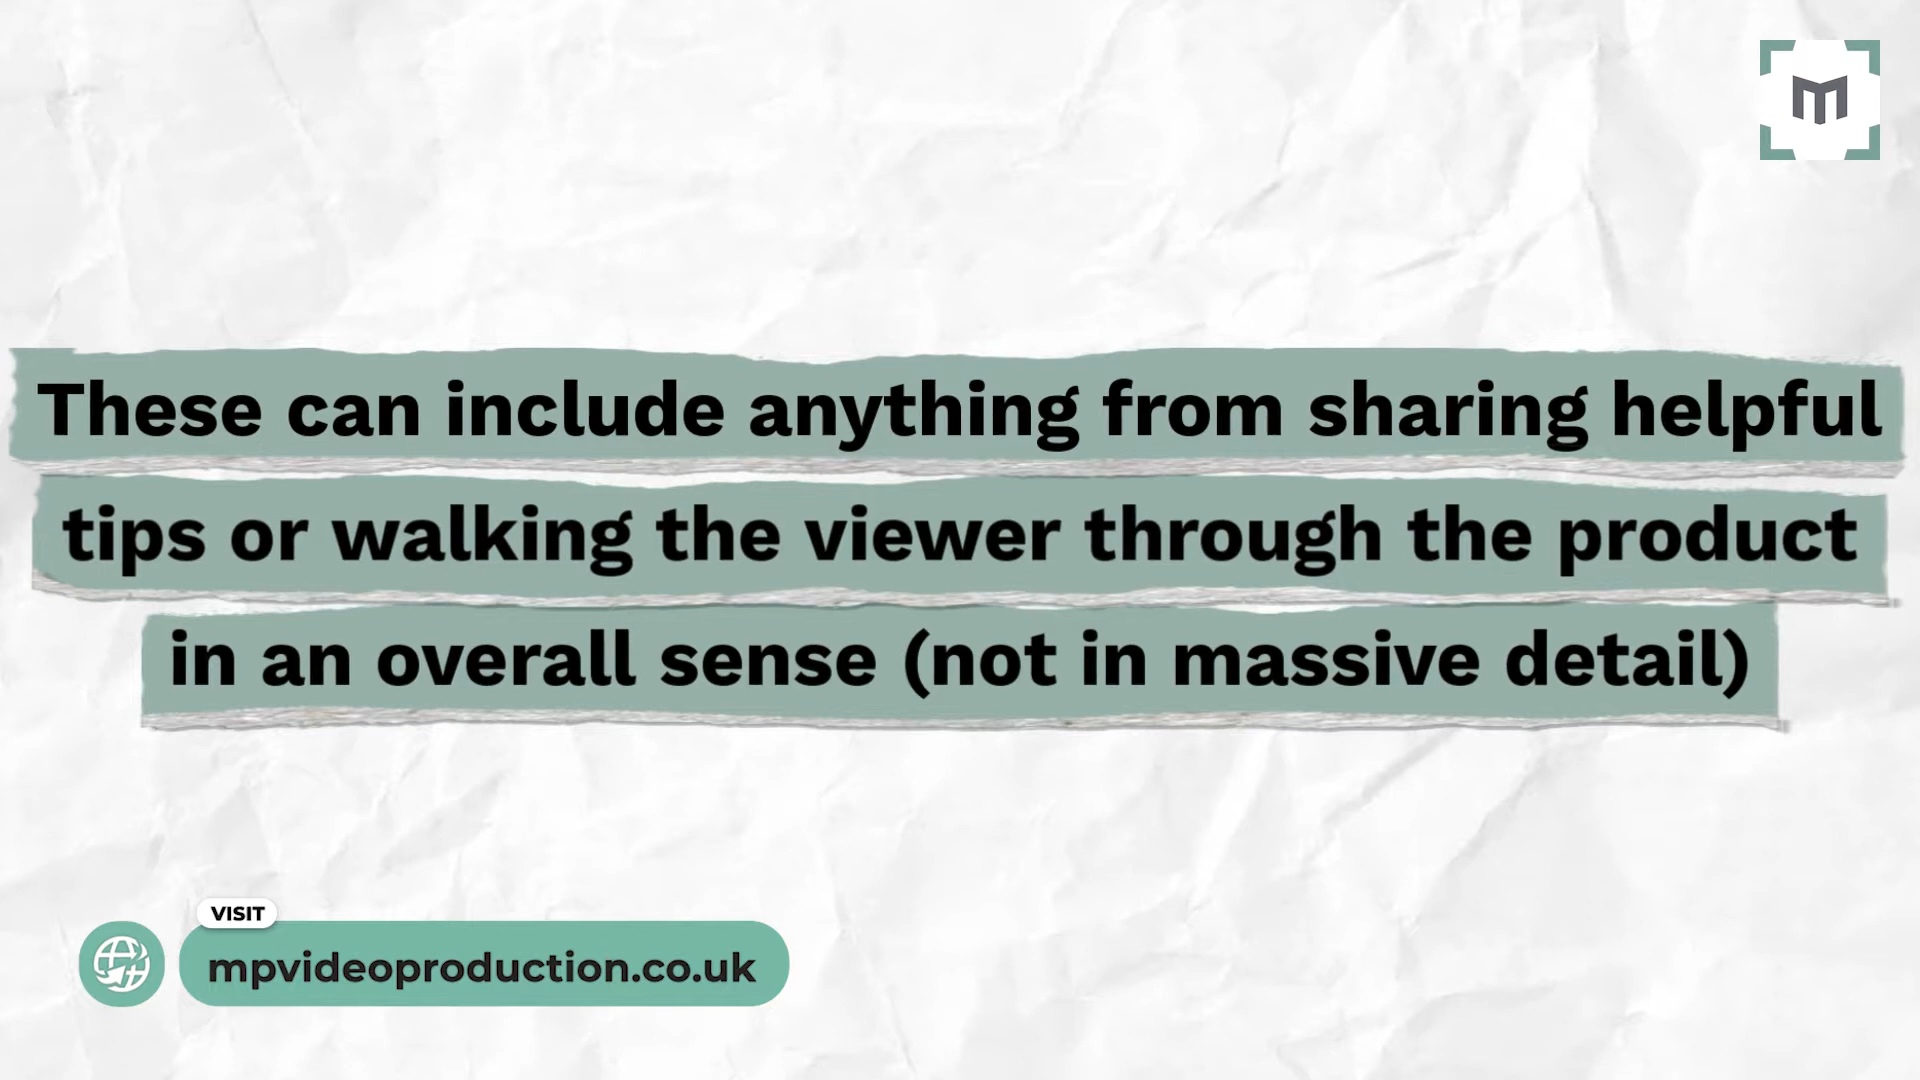 m
These can include anything from sharing helpful
tips or walking the viewer through the product
in an overall sense (not in massive detail)
VISIT
mpvideoproduction.co.uk